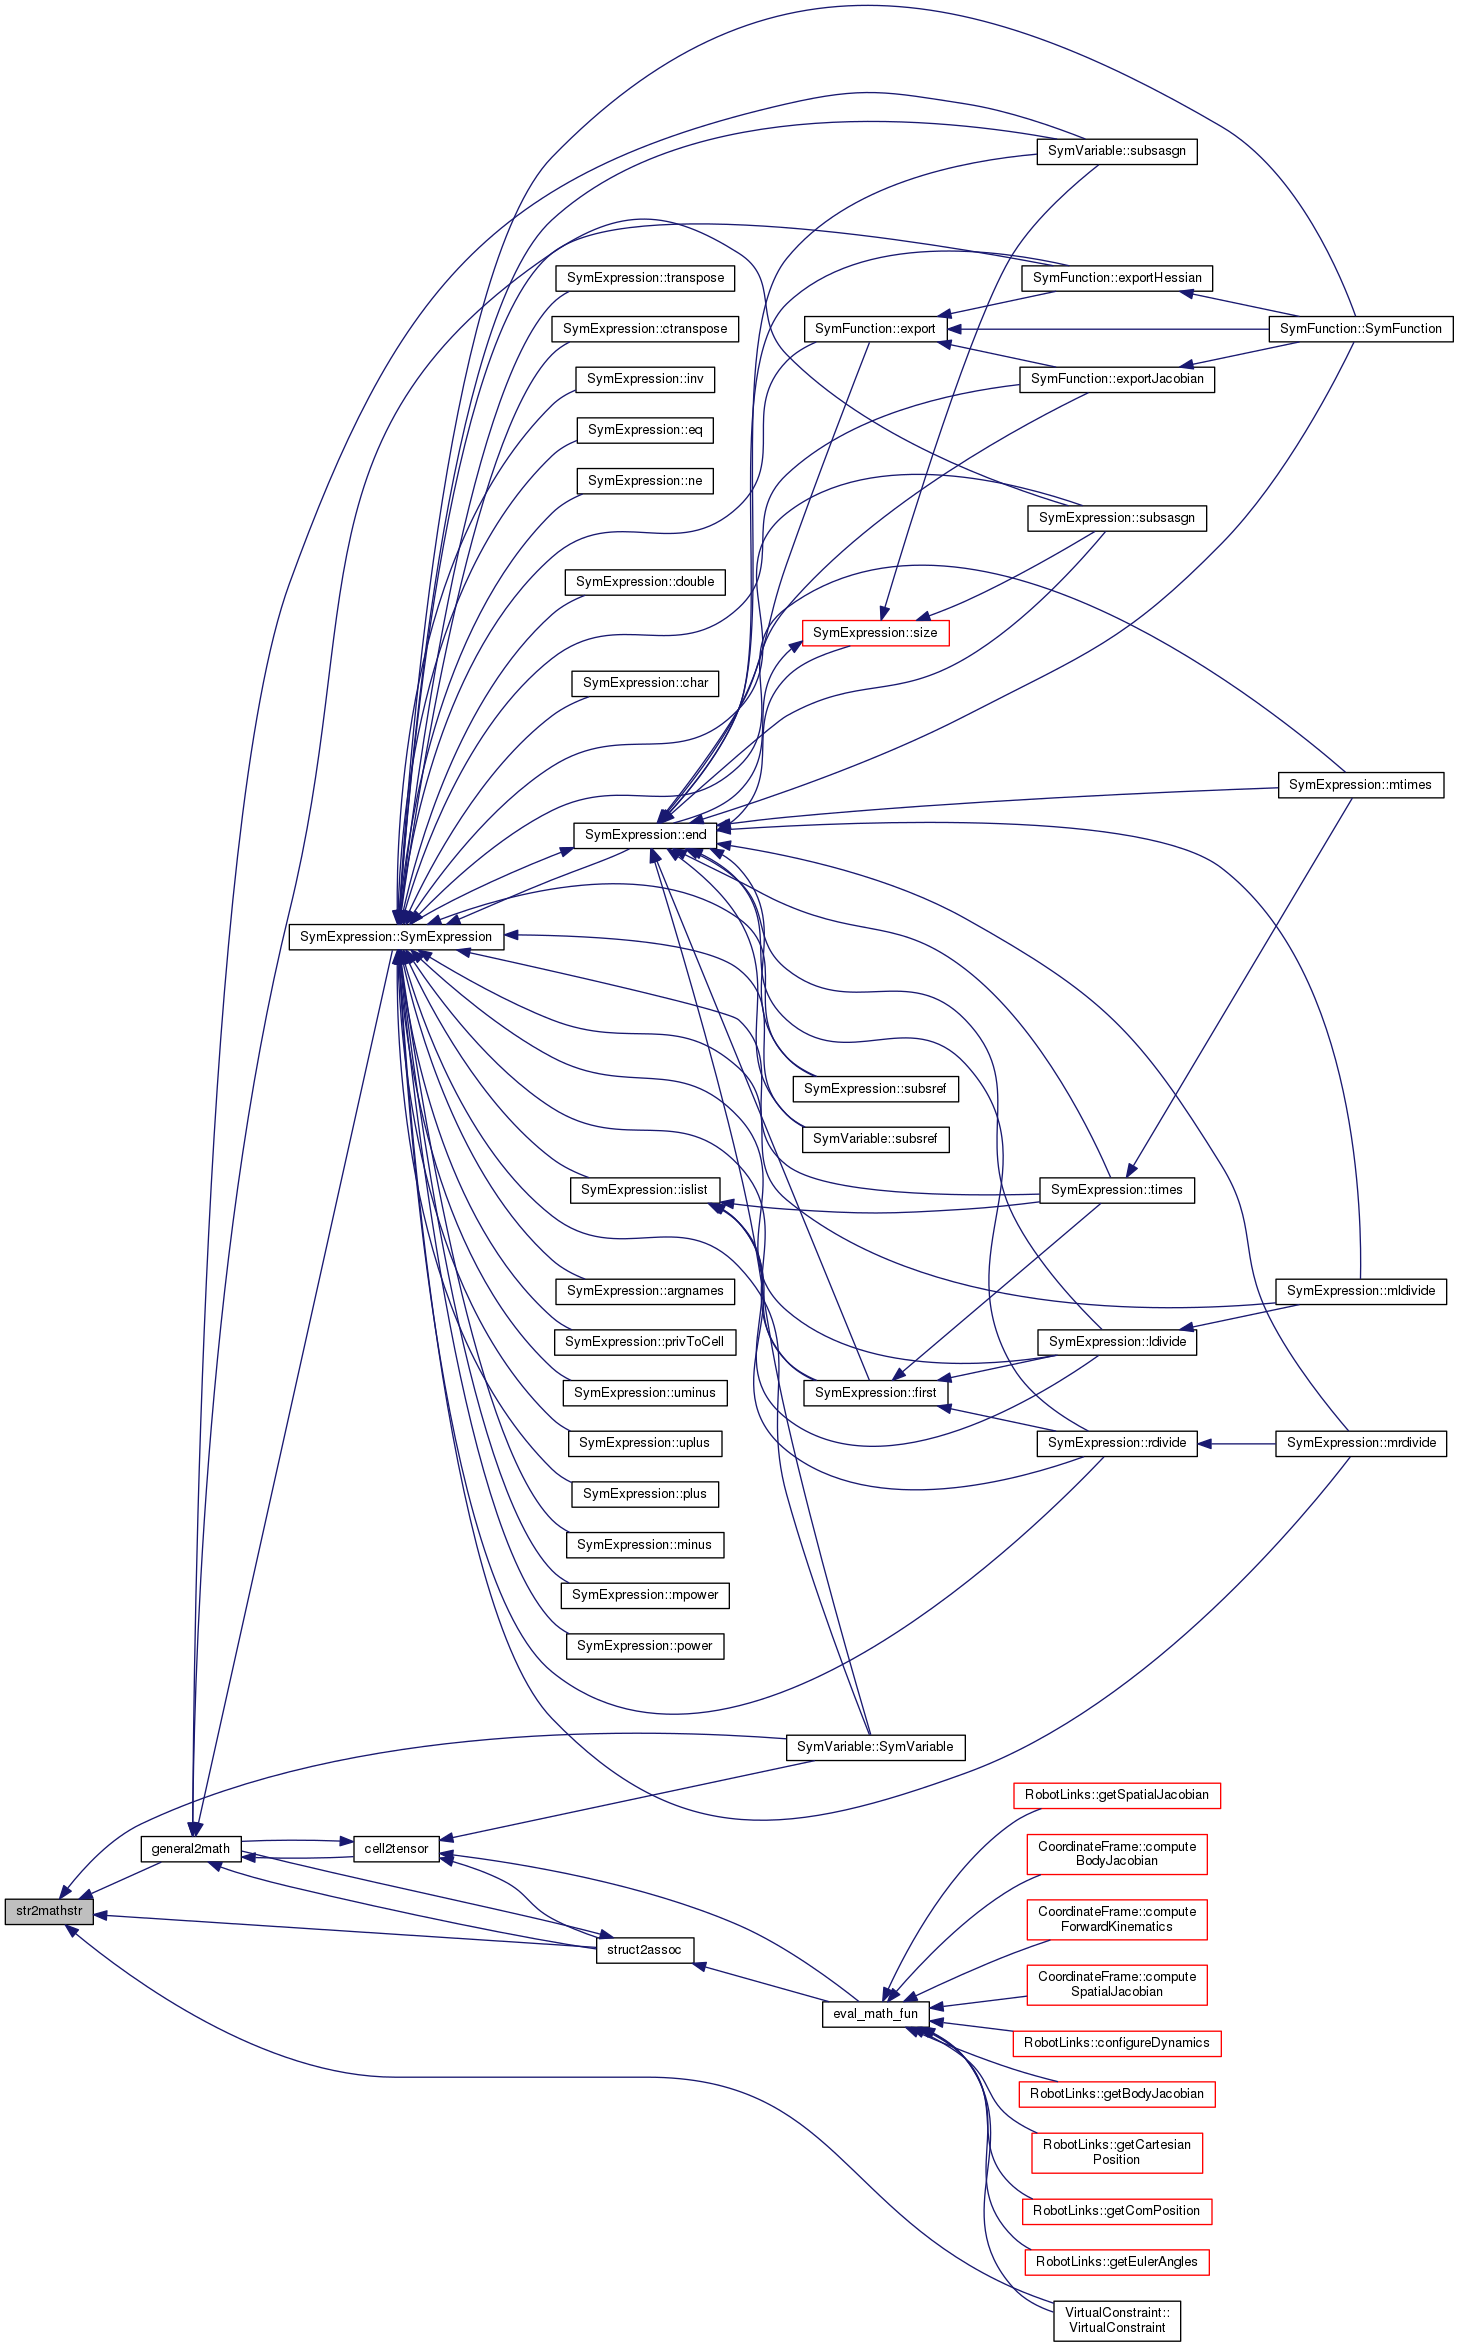 SymVariable::subsasgn
SymExpression::transpose
SymFunction::exportHessian
SymExpression::ctranspose
SymFunction::export
SymFunction::SymFunction
SymExpression::inv
SymFunction::exportJacobian
SymExpression::eq
SymExpression::ne
SymExpression::subsasgn
SymExpression::double
SymExpression::size
SymExpression::char
SymExpression::mtimes
SymExpression::end
SymExpression::SymExpression
SymExpression::subsref
SymVariable::subsref
SymExpression::islist
SymExpression::times
SymExpression::argnames
SymExpression::mldivide
SymExpression::privToCell
SymExpression::ldivide
SymExpression::uminus
SymExpression::first
SymExpression::uplus
SymExpression::rdivide
SymExpression::mrdivide
SymExpression::plus
SymExpression::minus
SymExpression::mpower
SymExpression::power
SymVariable::SymVariable
RobotLinks::getSpatialJacobian
general2math
cell2tensor
CoordinateFrame::compute
BodyJacobian
str2mathstr
CoordinateFrame::compute
ForwardKinematics
struct2assoc
CoordinateFrame::compute
SpatialJacobian
eval_math_fun
RobotLinks::configureDynamics
RobotLinks::getBodyJacobian
RobotLinks::getCartesian
Position
RobotLinks::getComPosition
RobotLinks::getEulerAngles
VirtualConstraint::
VirtualConstraint